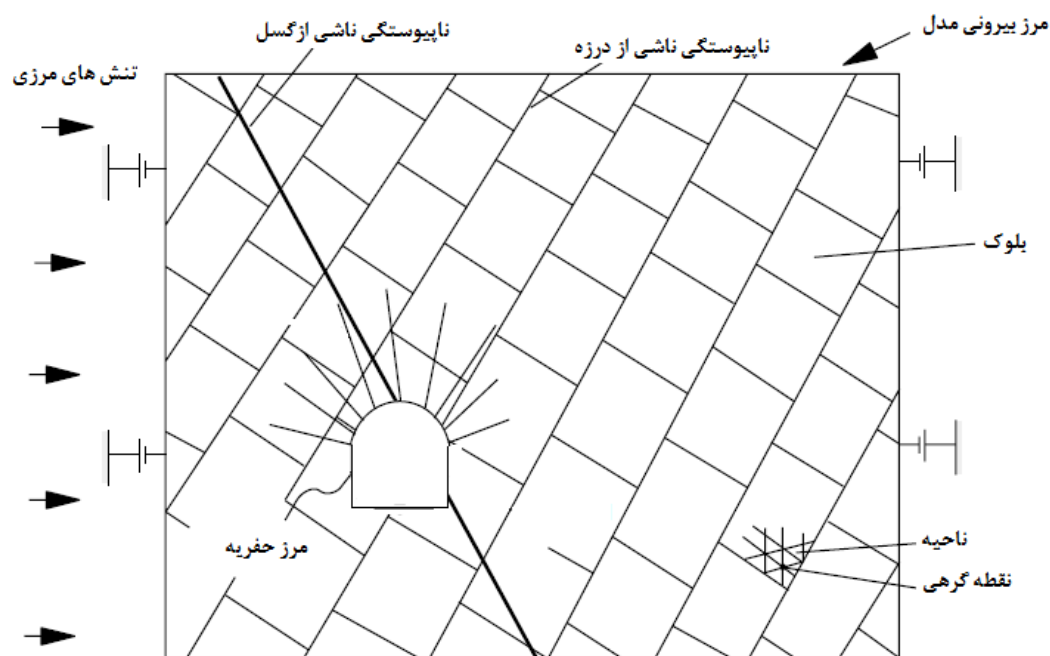 مرز بیرونی مدل
ناپیوستگی ناشی ازگسل
ناپیوستگی ناشی از درزه
تنش های مرزی
بلوک
ناحیه
مرز حفریه
نقطه گرهی